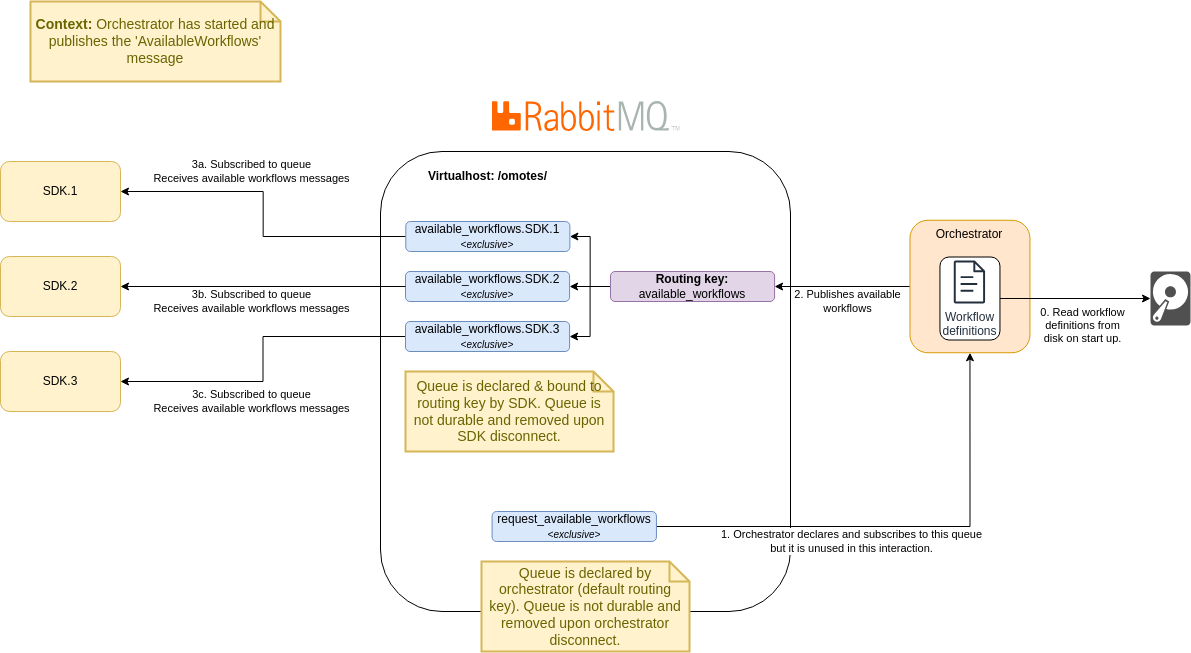 Context: Orchestrator has started and
publishes the 'AvailableWorkflows'
message
RabbitMQ™
Virtualhost: /omotes/
SDK.1
3a. Subscribed to queue
Receives available workflows messages
available_workflows.SDK.1
<exclusive>
SDK.2
3b. Subscribed to queue
Receives available workflows messages
available_workflows.SDK.2
<exclusive>
SDK.3
3c. Subscribed to queue
Receives available workflows messages
available_workflows.SDK.3
<exclusive>
Routing key:
available_workflows
2. Publishes available
workflows
Orchestrator
Workflow
definitions
0. Read workflow
definitions from
disk on start up.
Queue is declared & bound to
routing key by SDK. Queue is
not durable and removed upon
SDK disconnect.
request_available_workflows
<exclusive>
1. Orchestrator declares and subscribes to this queue
but it is unused in this interaction.
Queue is declared by
orchestrator (default routing
key). Queue is not durable and
removed upon orchestrator
disconnect.